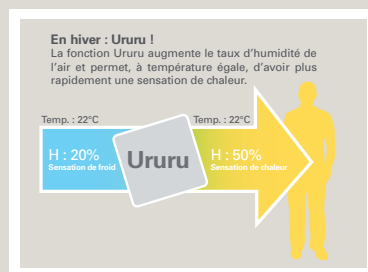 En hiver : Ururu !
La fonction Ururu augmente le taux d'humidité de
l'air et permet, à température égale, d'avoir plus
rapidement une sensation de chaleur.
Temp. : 22°C
Temp. : 22°C
H : 20%
Sensation de froid
Ururu
H : 50%
Sensation de chaleur